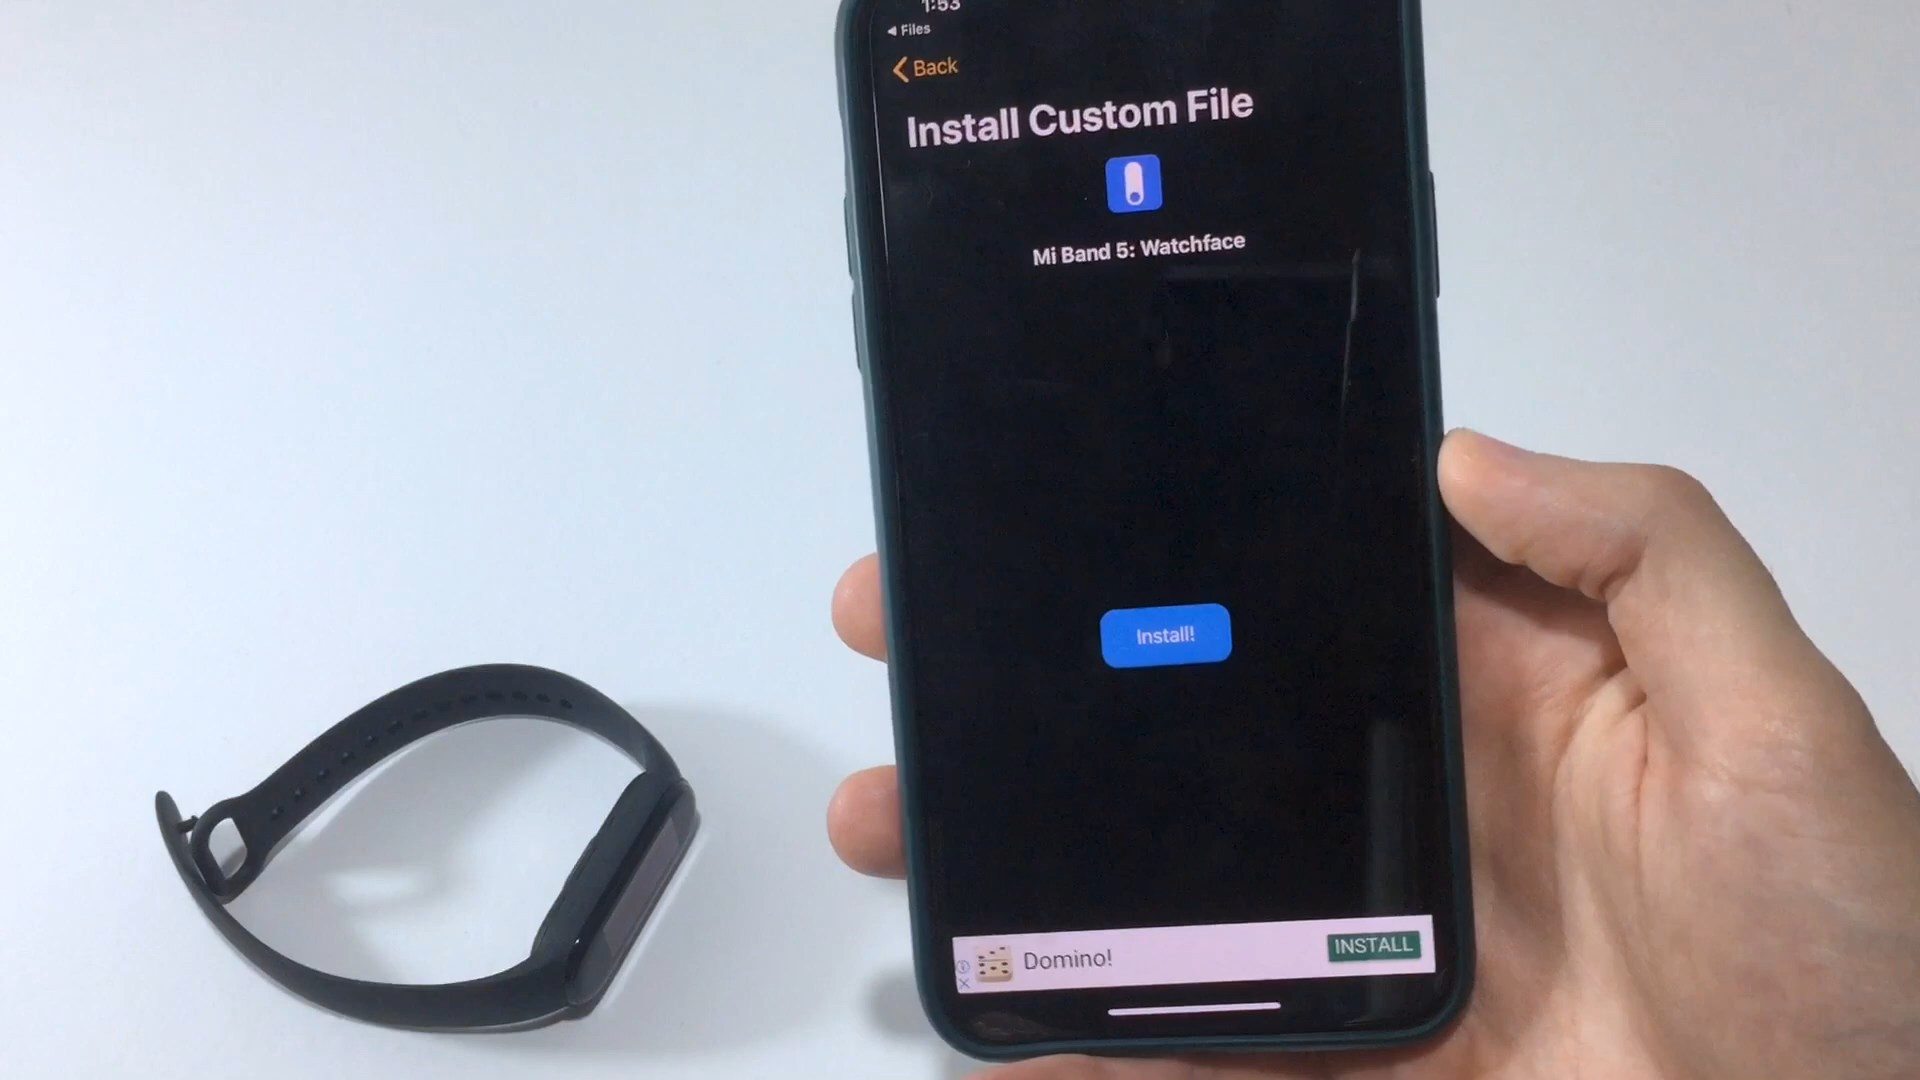 1:53
◀ Files
Back
Install Custom File
Mi Band 5: Watchface
Install!
Domino!
INSTALL